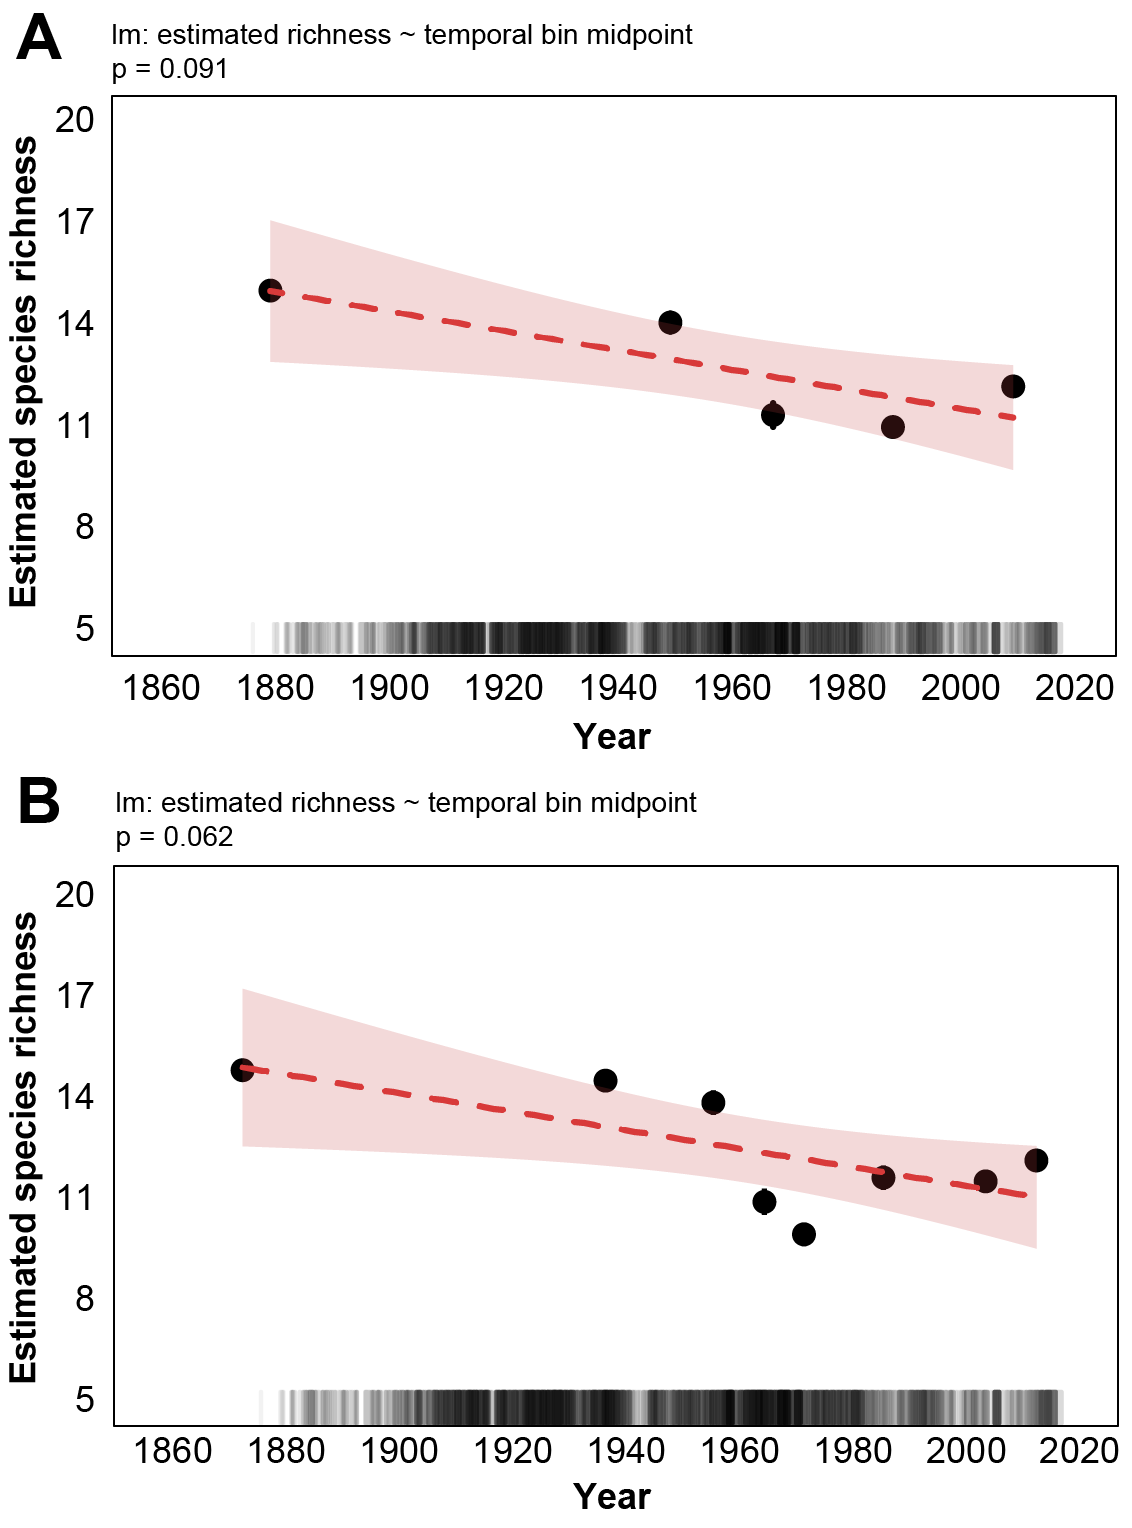 A
lm: estimated richness ~ temporal bin midpoint
p = 0.091
Estimated species richness
20
17
14
11
8
5
1860 1880 1900 1920 1940 1960 1980 2000 2020
Year
B
lm: estimated richness ~ temporal bin midpoint
p = 0.062
Estimated species richness
20
17
14
11
8
5
1860 1880 1900 1920 1940 1960 1980 2000 2020
Year